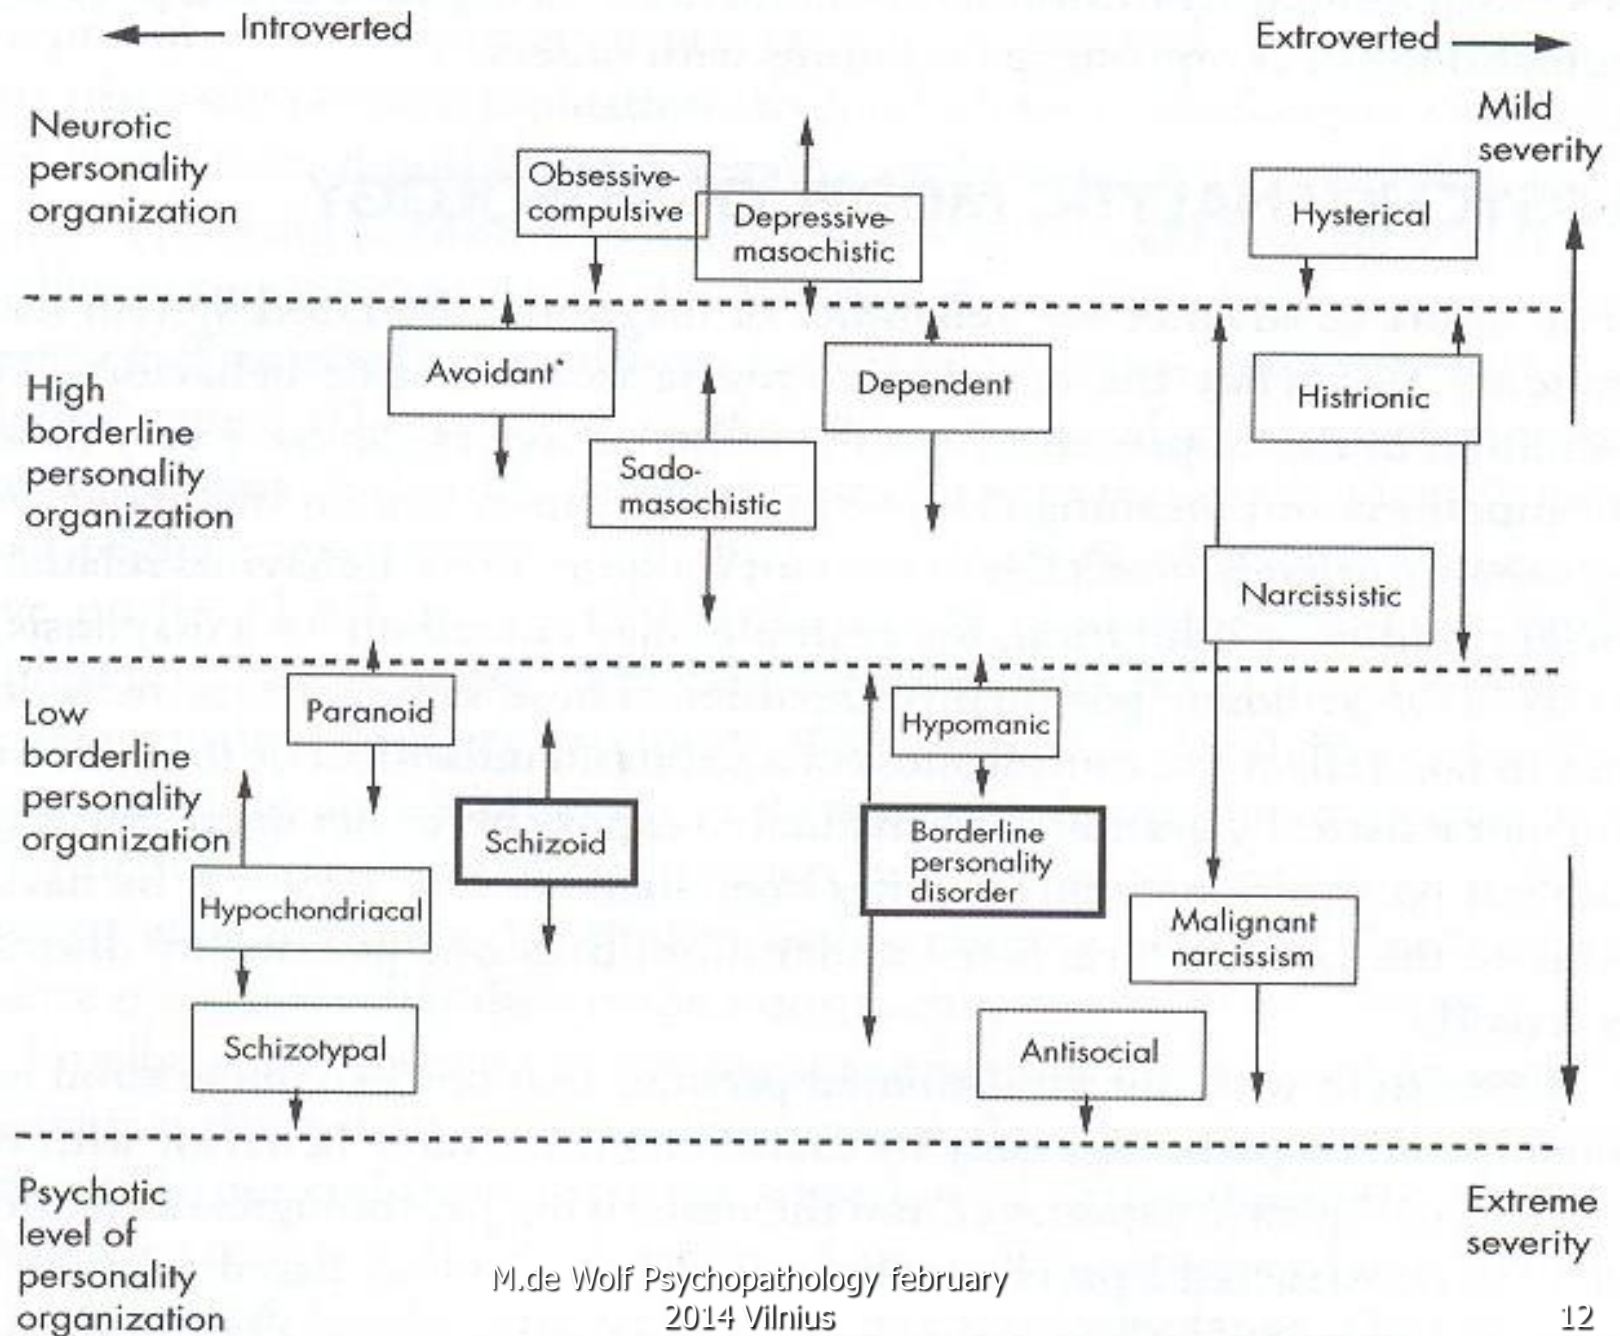 Introverted
Extroverted
Mild
severity
Neurotic
personality
organization
Obsessive-
compulsive
Depressive-
masochistic
Hysterical
High
borderline
personality
organization
Avoidant*
Dependent
Histrionic
Sado-
masochistic
Narcissistic
Low
borderline
personality
organization
Paranoid
Hypomanic
Schizoid
Borderline
personality
disorder
Hypochondriacal
Malignant
narcissism
Schizotypal
Antisocial
Psychotic
level of
personality
organization
Extreme
severity
M.de Wolf Psychopathology february
2014 Vilnius
12